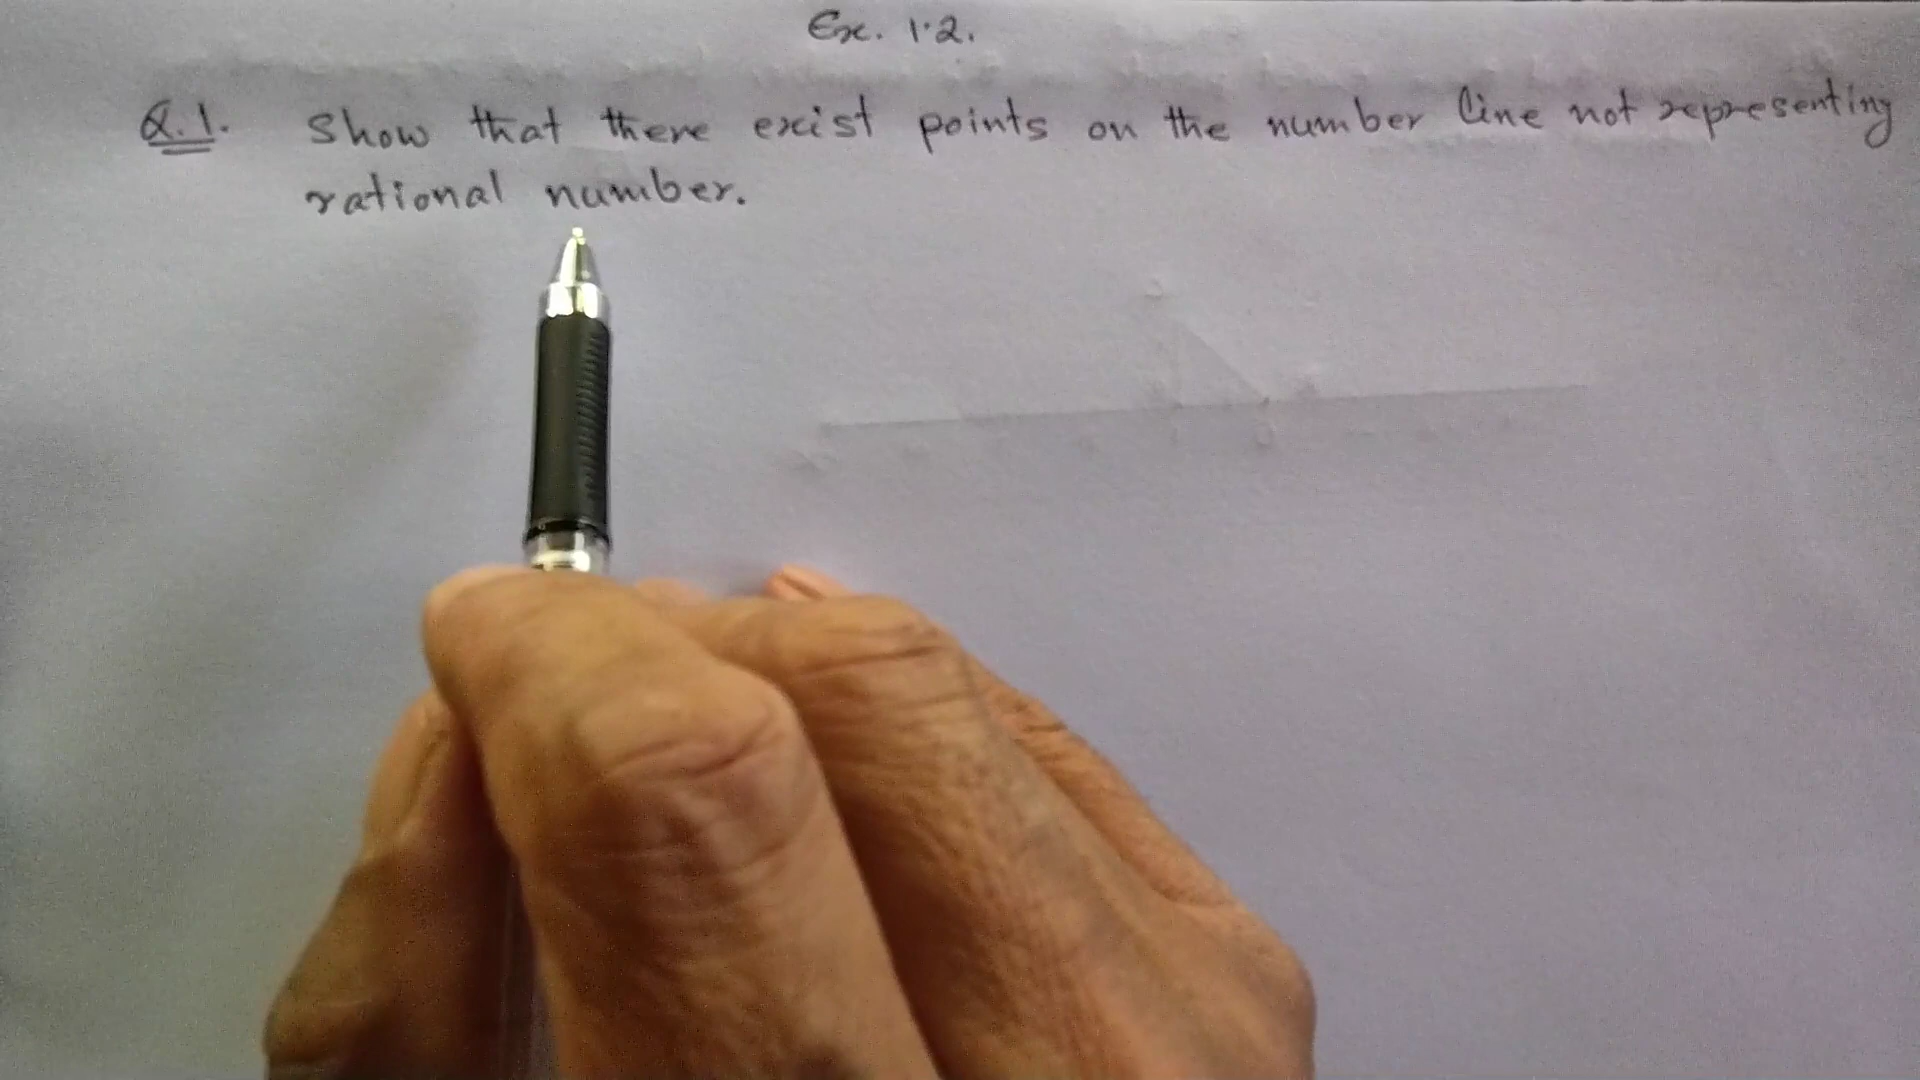 Ex. 1.2.
Q.1. Show that there exist points on the number line not representing
rational number.